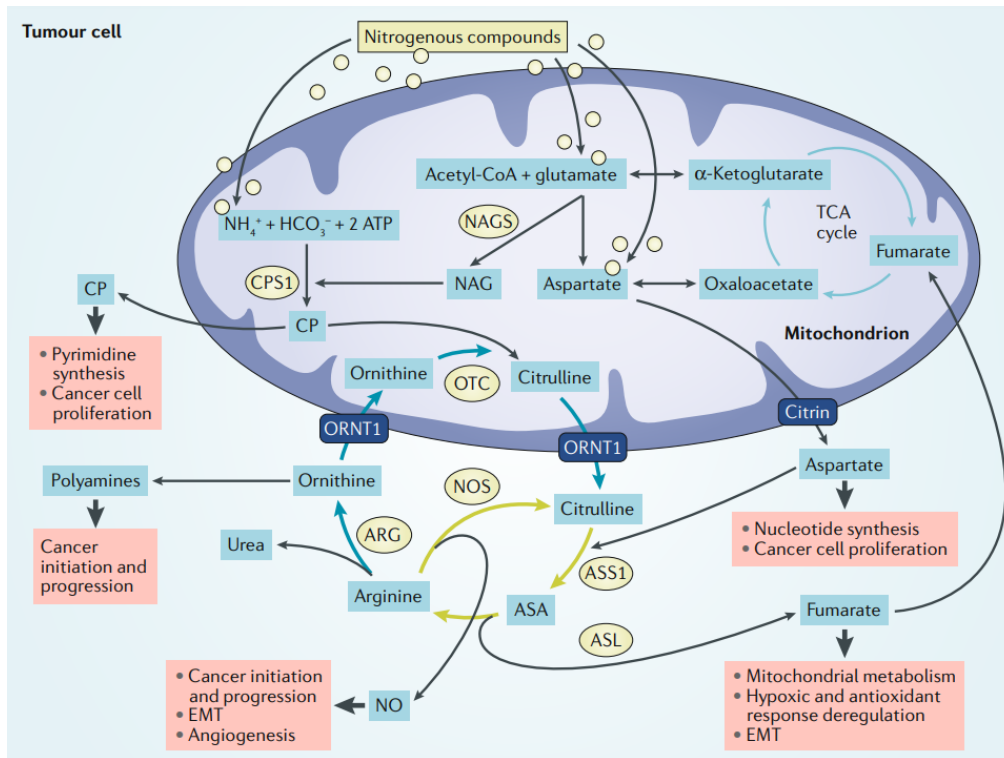 Tumour cell
Nitrogenous compounds
Acetyl-CoA + glutamate
α-Ketoglutarate
NH₄⁺ + HCO₃⁻ + 2 ATP
NAGS
TCA
cycle
Fumarate
CPS1
NAG
Aspartate
Oxaloacetate
CP
CP
Mitochondrion
• Pyrimidine
synthesis
• Cancer cell
proliferation
Ornithine
OTC
Citrulline
Citrin
ORNT1
ORNT1
Aspartate
Polyamines
Ornithine
NOS
Citrulline
• Nucleotide synthesis
• Cancer cell proliferation
Cancer
initiation and
progression
Urea
ARG
ASS1
Arginine
ASA
Fumarate
ASL
• Cancer initiation
and progression
• EMT
• Angiogenesis
NO
• Mitochondrial metabolism
• Hypoxic and antioxidant
response deregulation
• EMT